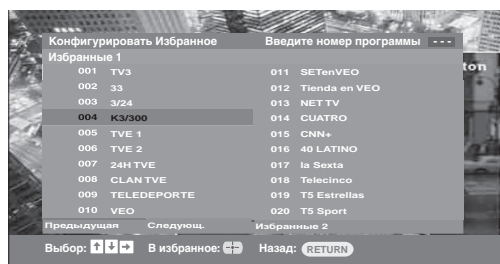 Конфигурировать Избранное Введите номер программы ---
Избранные 1
ton
001 TV3
002 33
003 3/24
004 K3/300
005 TVE 1
006 TVE 2
007 24H TVE
008 CLAN TVE
009 TELEDEPORTE
010 VEO
011 SETenVEO
012 Tienda en VEO
013 NET TV
014 CUATRO
015 CNN+
016 40 LATINO
017 la Sexta
018 Telecinco
019 T5 Estrellas
020 T5 Sport
Предыдущая Следующ. Избранные 2
Выбор: В избранное: Назад: RETURN